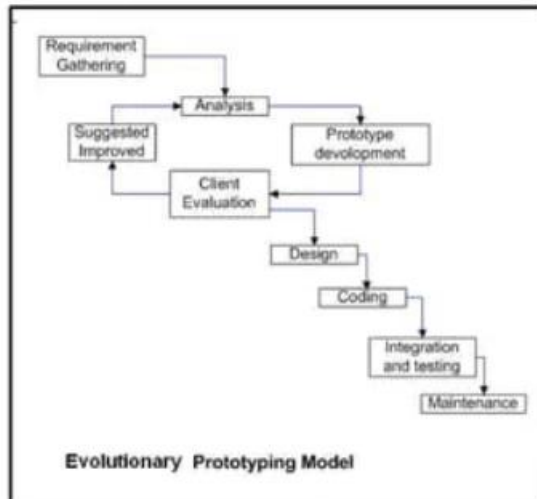 Requirement
Gathering
Analysis
Suggested
Improved
Prototype
devolopment
Client
Evaluation
Design
Coding
Integration
and testing
Maintenance
Evolutionary Prototyping Model